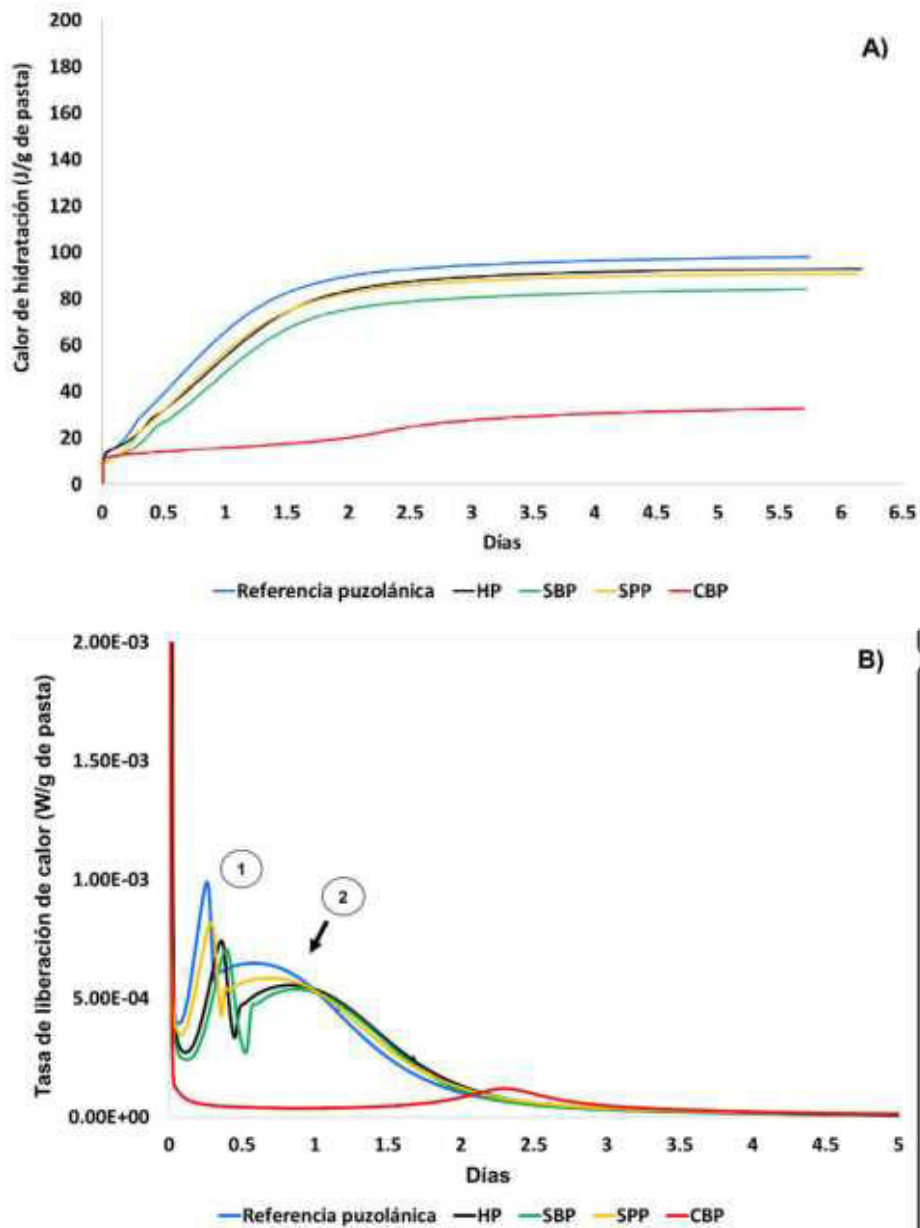 A)
Calor de hidratación (J/g de pasta)
200
180
160
140
120
100
80
60
40
20
0
0 0.5 1 1.5 2 2.5 3 3.5 4 4.5 5 5.5 6 6.5
Días
Referencia puzolánica HP SBP SPP CBP
B)
Tasa de liberación de calor (W/g de pasta)
2.00E-03
1.50E-03
1.00E-03
5.00E-04
0.00E+00
1
2
0 0.5 1 1.5 2 2.5 3 3.5 4 4.5 5
Días
Referencia puzolánica HP SBP SPP CBP